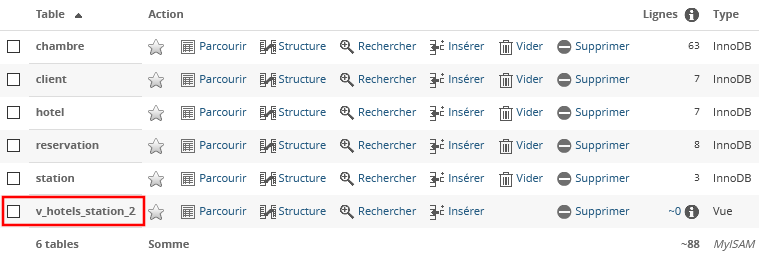 Table Action Lignes Type
chambre Parcourir Structure Rechercher Insérer Vider Supprimer 63 InnoDB
client Parcourir Structure Rechercher Insérer Vider Supprimer 7 InnoDB
hotel Parcourir Structure Rechercher Insérer Vider Supprimer 7 InnoDB
reservation Parcourir Structure Rechercher Insérer Vider Supprimer 8 InnoDB
station Parcourir Structure Rechercher Insérer Vider Supprimer 3 InnoDB
v_hotels_station_2 Parcourir Structure Rechercher Insérer Supprimer ~0 Vue
6 tables Somme ~88 MyISAM